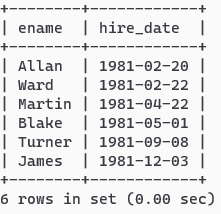 +--------+------------+
| ename  | hire_date  |
+--------+------------+
| Allan  | 1981-02-20 |
| Ward   | 1981-02-22 |
| Martin | 1981-04-22 |
| Blake  | 1981-05-01 |
| Turner | 1981-09-08 |
| James  | 1981-12-03 |
+--------+------------+
6 rows in set (0.00 sec)